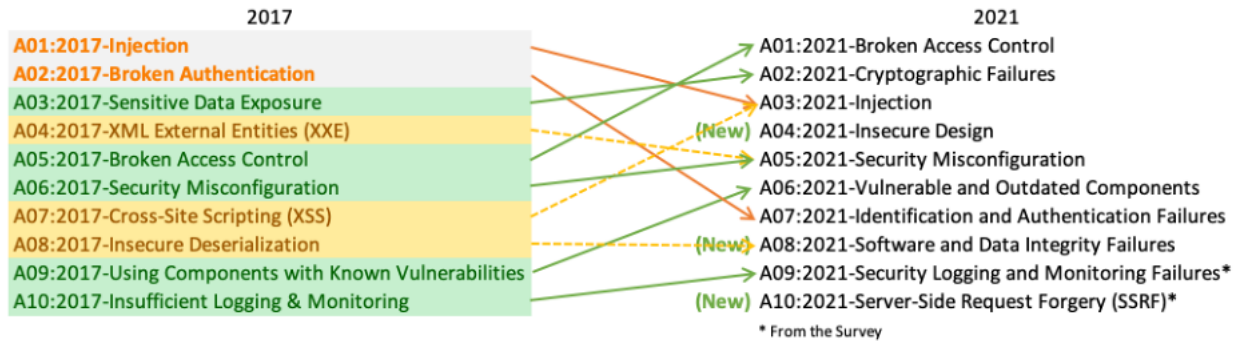 2017
2021
A01:2017-Injection
A02:2017-Broken Authentication
A03:2017-Sensitive Data Exposure
A04:2017-XML External Entities (XXE)
A05:2017-Broken Access Control
A06:2017-Security Misconfiguration
A07:2017-Cross-Site Scripting (XSS)
A08:2017-Insecure Deserialization
A09:2017-Using Components with Known Vulnerabilities
A10:2017-Insufficient Logging & Monitoring
A01:2021-Broken Access Control
A02:2021-Cryptographic Failures
A03:2021-Injection
(New) A04:2021-Insecure Design
A05:2021-Security Misconfiguration
A06:2021-Vulnerable and Outdated Components
A07:2021-Identification and Authentication Failures
(New) A08:2021-Software and Data Integrity Failures
A09:2021-Security Logging and Monitoring Failures*
(New) A10:2021-Server-Side Request Forgery (SSRF)*
* From the Survey